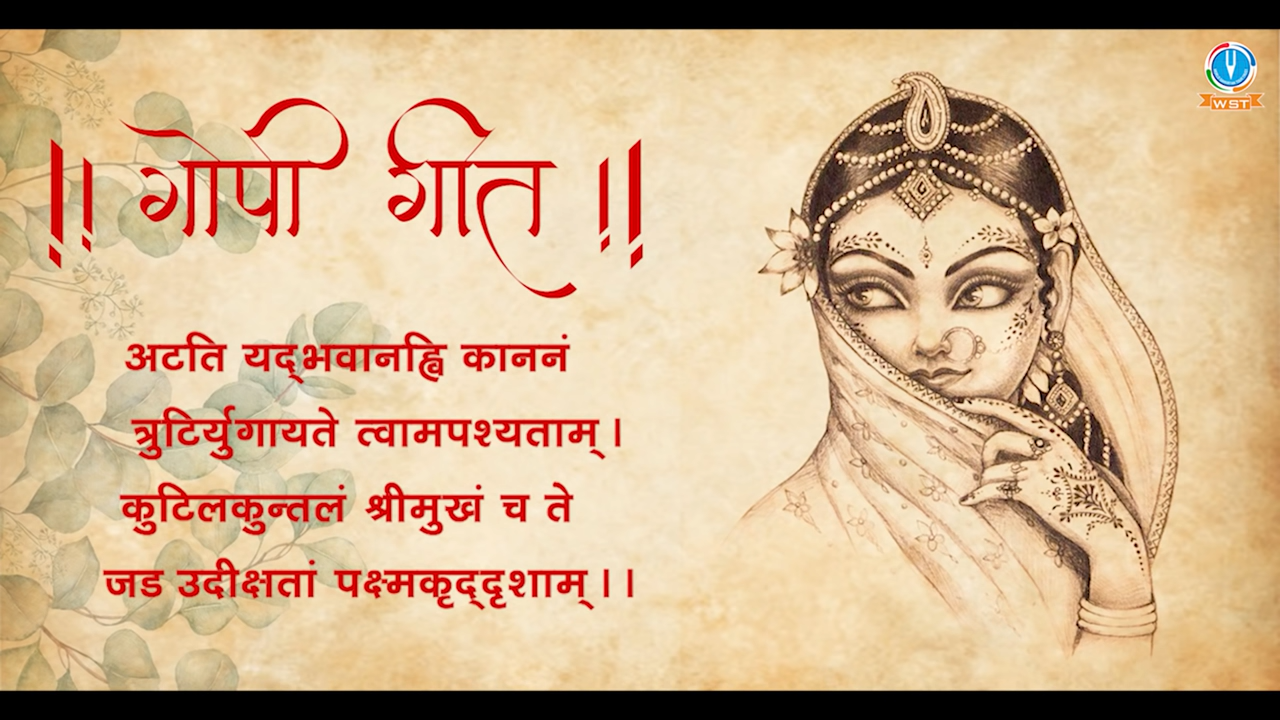 || गोपी गीत ||
अटति यद्भवानह्नि काननं
त्रुटिर्युगायते त्वामपश्यताम् ।
कुटिलकुन्तलं श्रीमुखं च ते
जड उदीक्षतां पक्ष्मकृद्दृशाम् । ।
WST